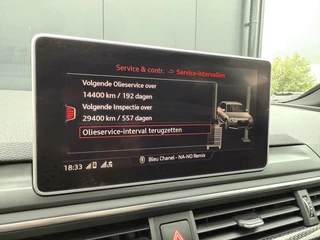 Service & contr. Service-intervallen
Volgende Olieservice over
14400 km / 192 dagen
Volgende Inspectie over
29400 km / 557 dagen
Olieservice-interval terugzetten
18:33
Bleu Chanel - NA-NO Remix